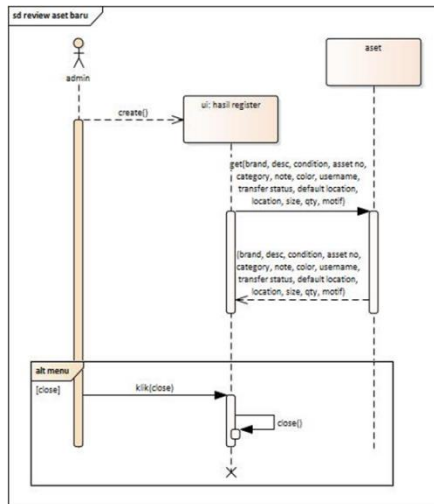 sd review aset baru
admin
aset
create()
ui: hasil register
get(brand, desc, condition, asset no,
category, note, color, username,
transfer status, default location,
location, size, qty, motif)
(brand, desc, condition, asset no,
category, note, color, username,
transfer status, default location,
location, size, qty, motif)
alt menu
[close]
klik(close)
close()